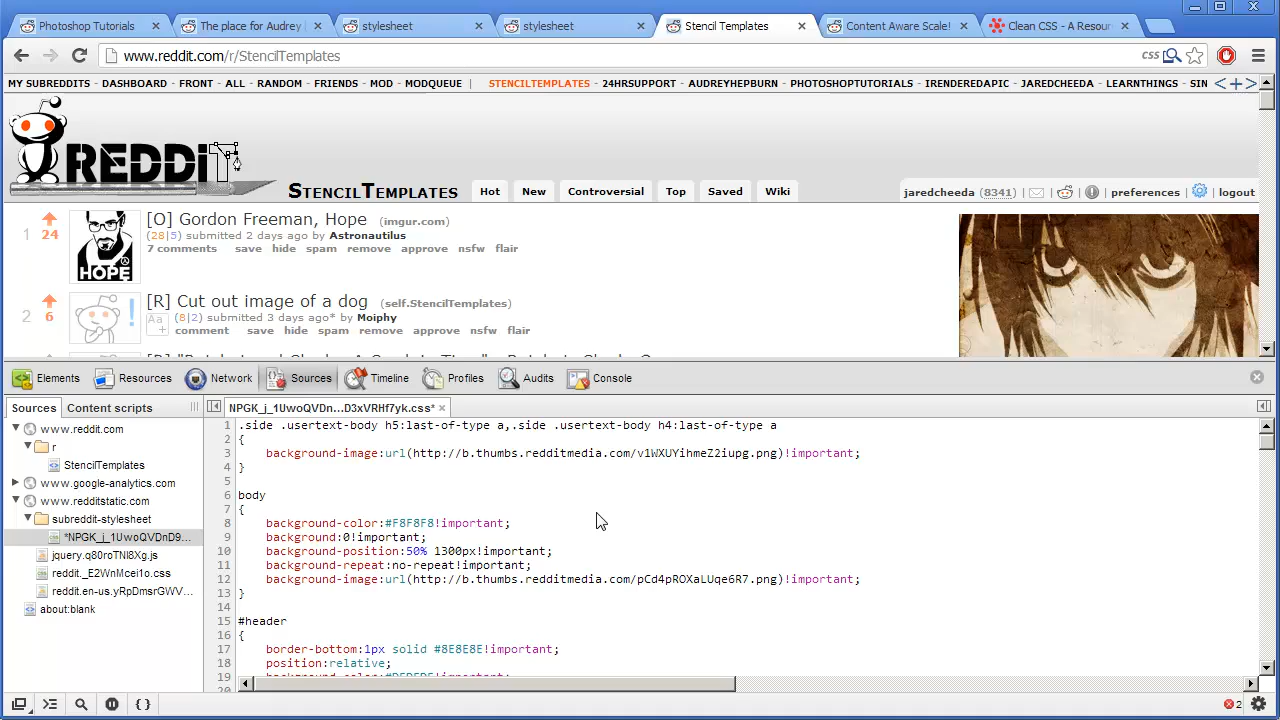 Photoshop Tutorials
The place for Audrey
stylesheet
stylesheet
Stencil Templates
Content Aware Scale!
Clean CSS - A Resour
www.reddit.com/r/StencilTemplates
css
MY SUBREDDITS - DASHBOARD - FRONT - ALL - RANDOM - FRIENDS - MOD - MODQUEUE | STENCILTEMPLATES - 24HRSUPPORT - AUDREYHEPBURN - PHOTOSHOPTUTORIALS - IRENDEREDAPIC - JAREDCHEEDA - LEARNTHINGS - SIN <+>
REDDiT
STENCILTEMPLATES Hot New Controversial Top Saved Wiki jaredcheeda (8341) | preferences | logout
1 24 [O] Gordon Freeman, Hope (imgur.com)
(28|5) submitted 2 days ago by Astronautilus
7 comments save hide spam remove approve nsfw flair
HOPE
2 6 [R] Cut out image of a dog (self.StencilTemplates)
Aa + (8|2) submitted 3 days ago* by Moiphy
comment save hide spam remove approve nsfw flair
Elements Resources Network Sources Timeline Profiles Audits Console
Sources Content scripts
NPGK_j_1UwoQVDn...D3xVRHf7yk.css* ×
www.reddit.com
r
StencilTemplates
www.google-analytics.com
www.redditstatic.com
subreddit-stylesheet
*NPGK_j_1UwoQVDnD9...
jquery.q80roTNI8Xg.js
reddit._E2WnMcei1o.css
reddit.en-us.yRpDmsrGWV...
about:blank
1 .side .usertext-body h5:last-of-type a,.side .usertext-body h4:last-of-type a
2 {
3 background-image:url(http://b.thumbs.redditmedia.com/v1WXUYihmeZ2iupg.png)!important;
4 }
5
6 body
7 {
8 background-color:#F8F8F8!important;
9 background:0!important;
10 background-position:50% 1300px!important;
11 background-repeat:no-repeat!important;
12 background-image:url(http://b.thumbs.redditmedia.com/pCd4pROXaLUqe6R7.png)!important;
13 }
14
15 #header
16 {
17 border-bottom:1px solid #8E8E8E!important;
18 position:relative;
19
20
{ } 2